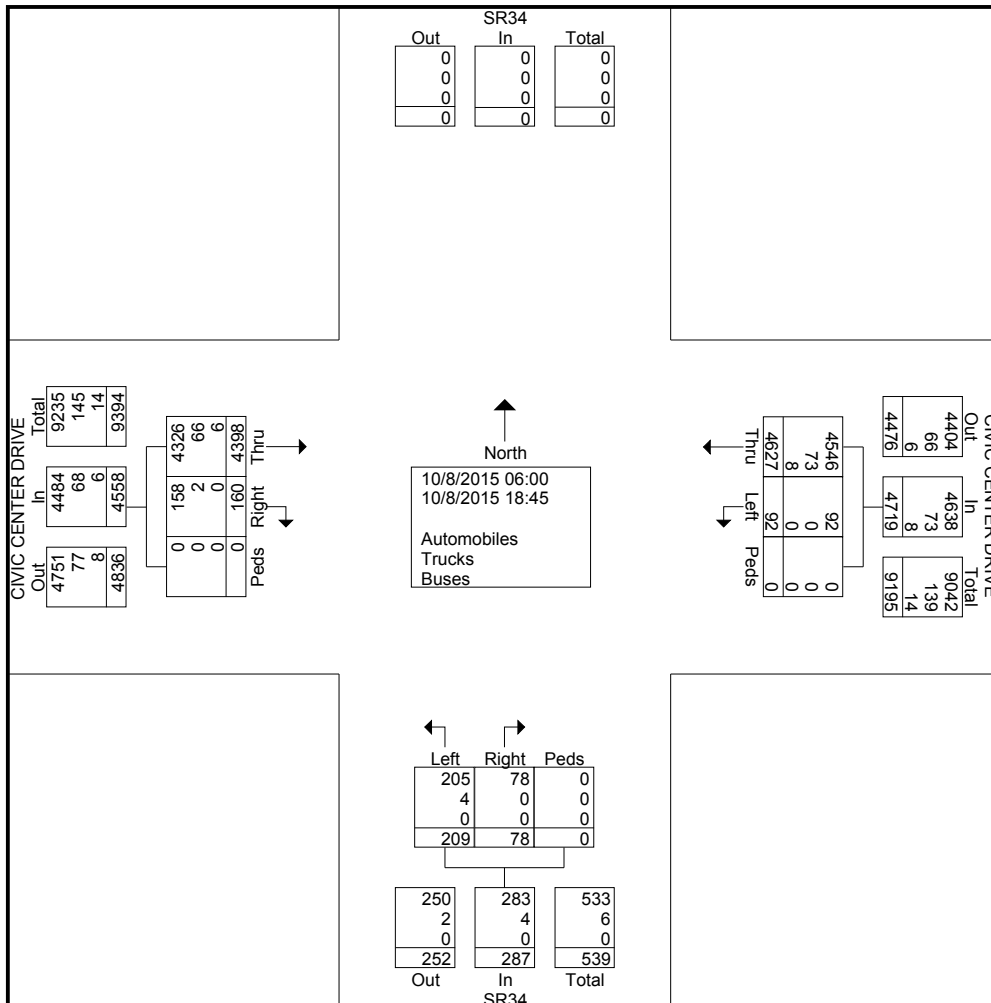 SR34
Out In Total
0 0 0
0 0 0
0 0 0
0 0 0
CIVIC CENTER DRIVE
Total In Out
9235 4484 4751
145 68 77
14 6 8
9394 4558 4836
4326 158 0
66 2 0
6 0 0
4398 160 0
Thru Right Peds
North
10/8/2015 06:00
10/8/2015 18:45
Automobiles
Trucks
Buses
Thru Left Peds
4546 92 0
73 0 0
8 0 0
4627 92 0
CIVIC CENTER DRIVE
Out In Total
4404 4638 9042
66 73 139
6 8 14
4476 4719 9195
Left Right Peds
205 78 0
4 0 0
0 0 0
209 78 0
250 283 533
2 4 6
0 0 0
252 287 539
Out In Total
SR34